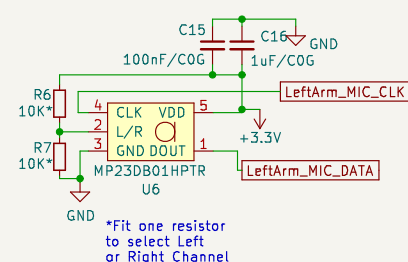 C15
C16
GND
100nF/C0G
1uF/C0G
R6
10K*
LeftArm_MIC_CLK
4
CLK
VDD
5
2
L/R
+3.3V
R7
10K*
3
GND
DOUT
1
MP23DB01HPTR
LeftArm_MIC_DATA
U6
GND
*Fit one resistor
to select Left
or Right Channel